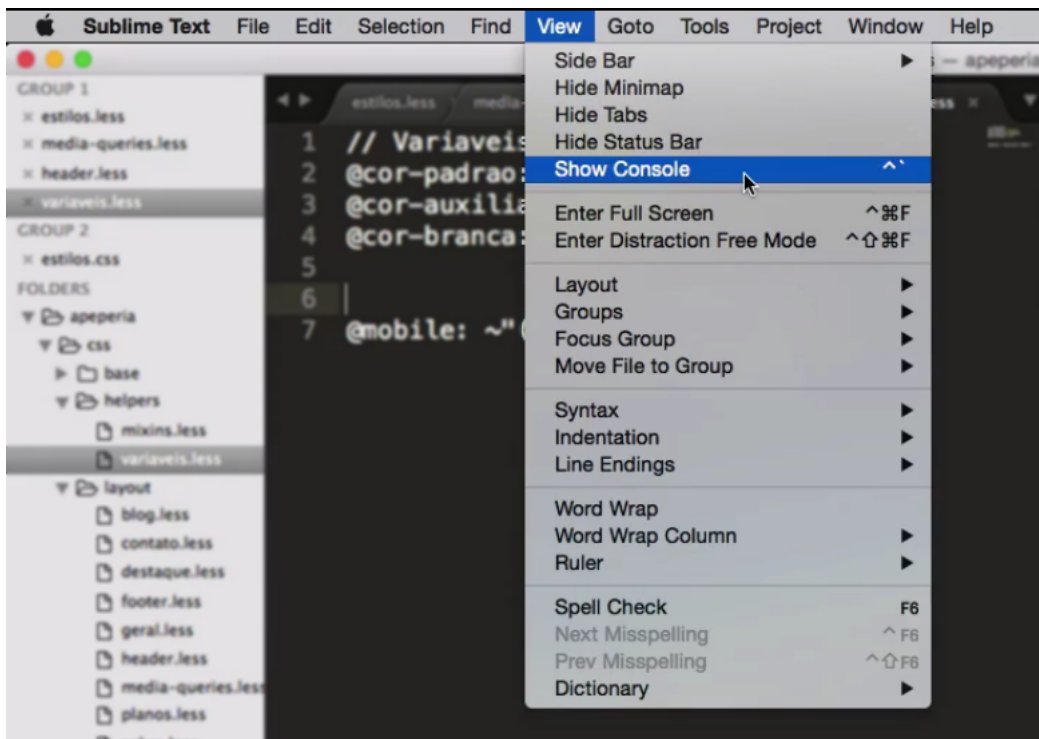 Sublime Text File Edit Selection Find View Goto Tools Project Window Help
— apeperia
GROUP 1
estilos.less
media-queries.less
header.less
variaveis.less
GROUP 2
estilos.css
FOLDERS
apeperia
css
base
helpers
mixins.less
variaveis.less
layout
blog.less
contato.less
destaque.less
footer.less
geral.less
header.less
media-queries.less
planos.less
estilos.less media-
1 // Variaveis
2 @cor-padrao:
3 @cor-auxilia
4 @cor-branca:
5
6
7 @mobile: ~"(
Side Bar
Hide Minimap
Hide Tabs
Hide Status Bar
Show Console ^`
Enter Full Screen ^⌘F
Enter Distraction Free Mode ^⇧⌘F
Layout
Groups
Focus Group
Move File to Group
Syntax
Indentation
Line Endings
Word Wrap
Word Wrap Column
Ruler
Spell Check F6
Next Misspelling ^F6
Prev Misspelling ^⇧F6
Dictionary